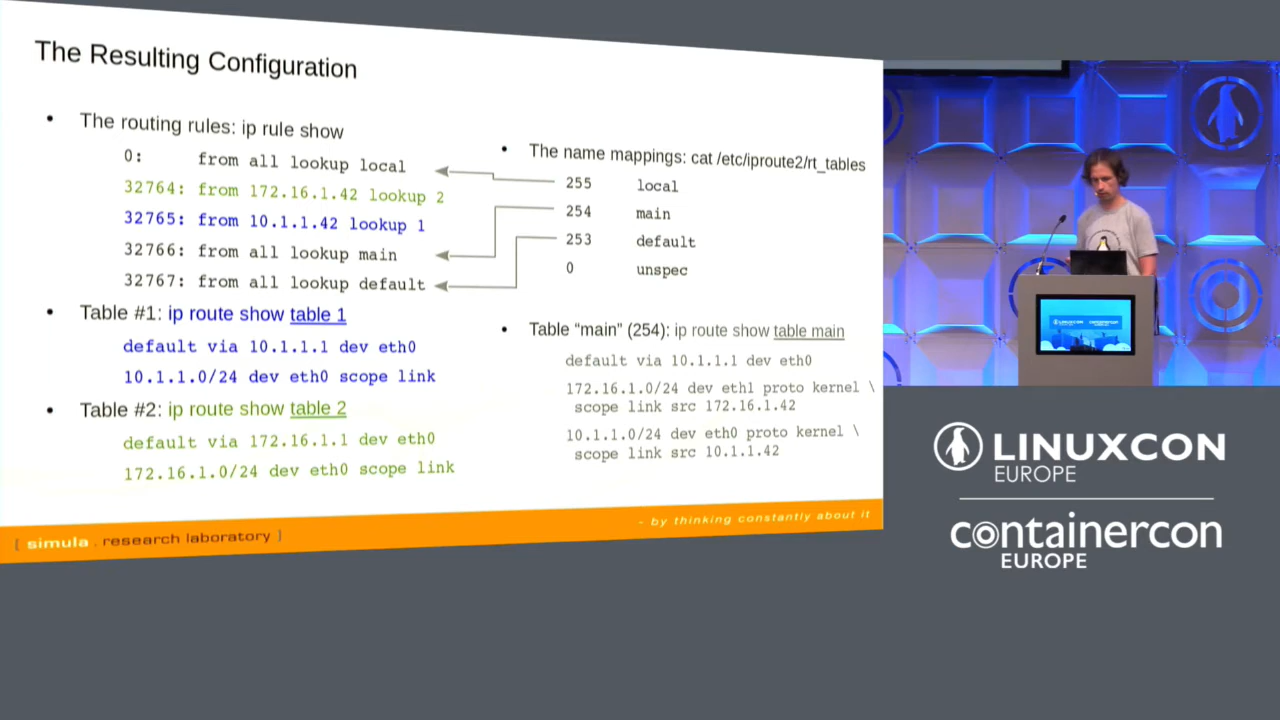 The Resulting Configuration
• The routing rules: ip rule show
0: from all lookup local
32764: from 172.16.1.42 lookup 2
32765: from 10.1.1.42 lookup 1
32766: from all lookup main
32767: from all lookup default
• Table #1: ip route show table 1
default via 10.1.1.1 dev eth0
10.1.1.0/24 dev eth0 scope link
• Table #2: ip route show table 2
default via 172.16.1.1 dev eth0
172.16.1.0/24 dev eth0 scope link
• The name mappings: cat /etc/iproute2/rt_tables
255 local
254 main
253 default
0 unspec
• Table “main” (254): ip route show table main
default via 10.1.1.1 dev eth0
172.16.1.0/24 dev eth1 proto kernel \
scope link src 172.16.1.42
10.1.1.0/24 dev eth0 proto kernel \
scope link src 10.1.1.42
[ simula . research laboratory ]
- by thinking constantly about it
LINUXCON
LINUXCON
EUROPE
containercon
EUROPE